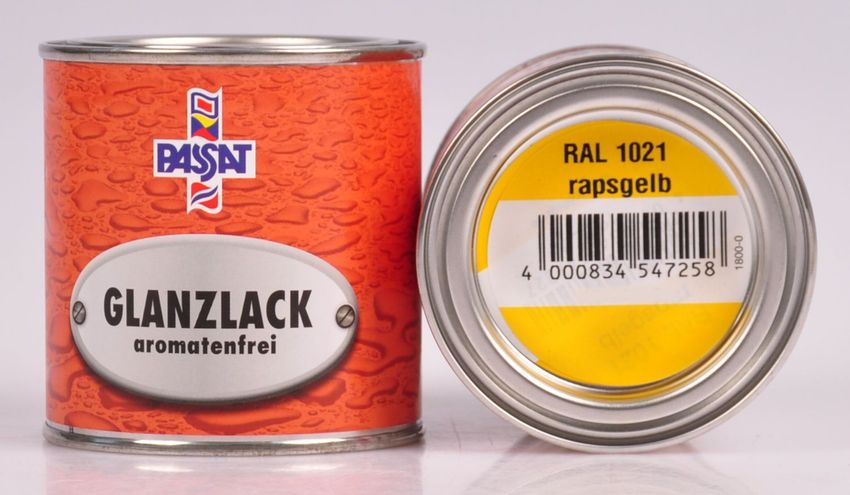 PASSAT
GLANZLACK
aromatenfrei
RAL 1021
rapsgelb
4 000834 547258
1800-0